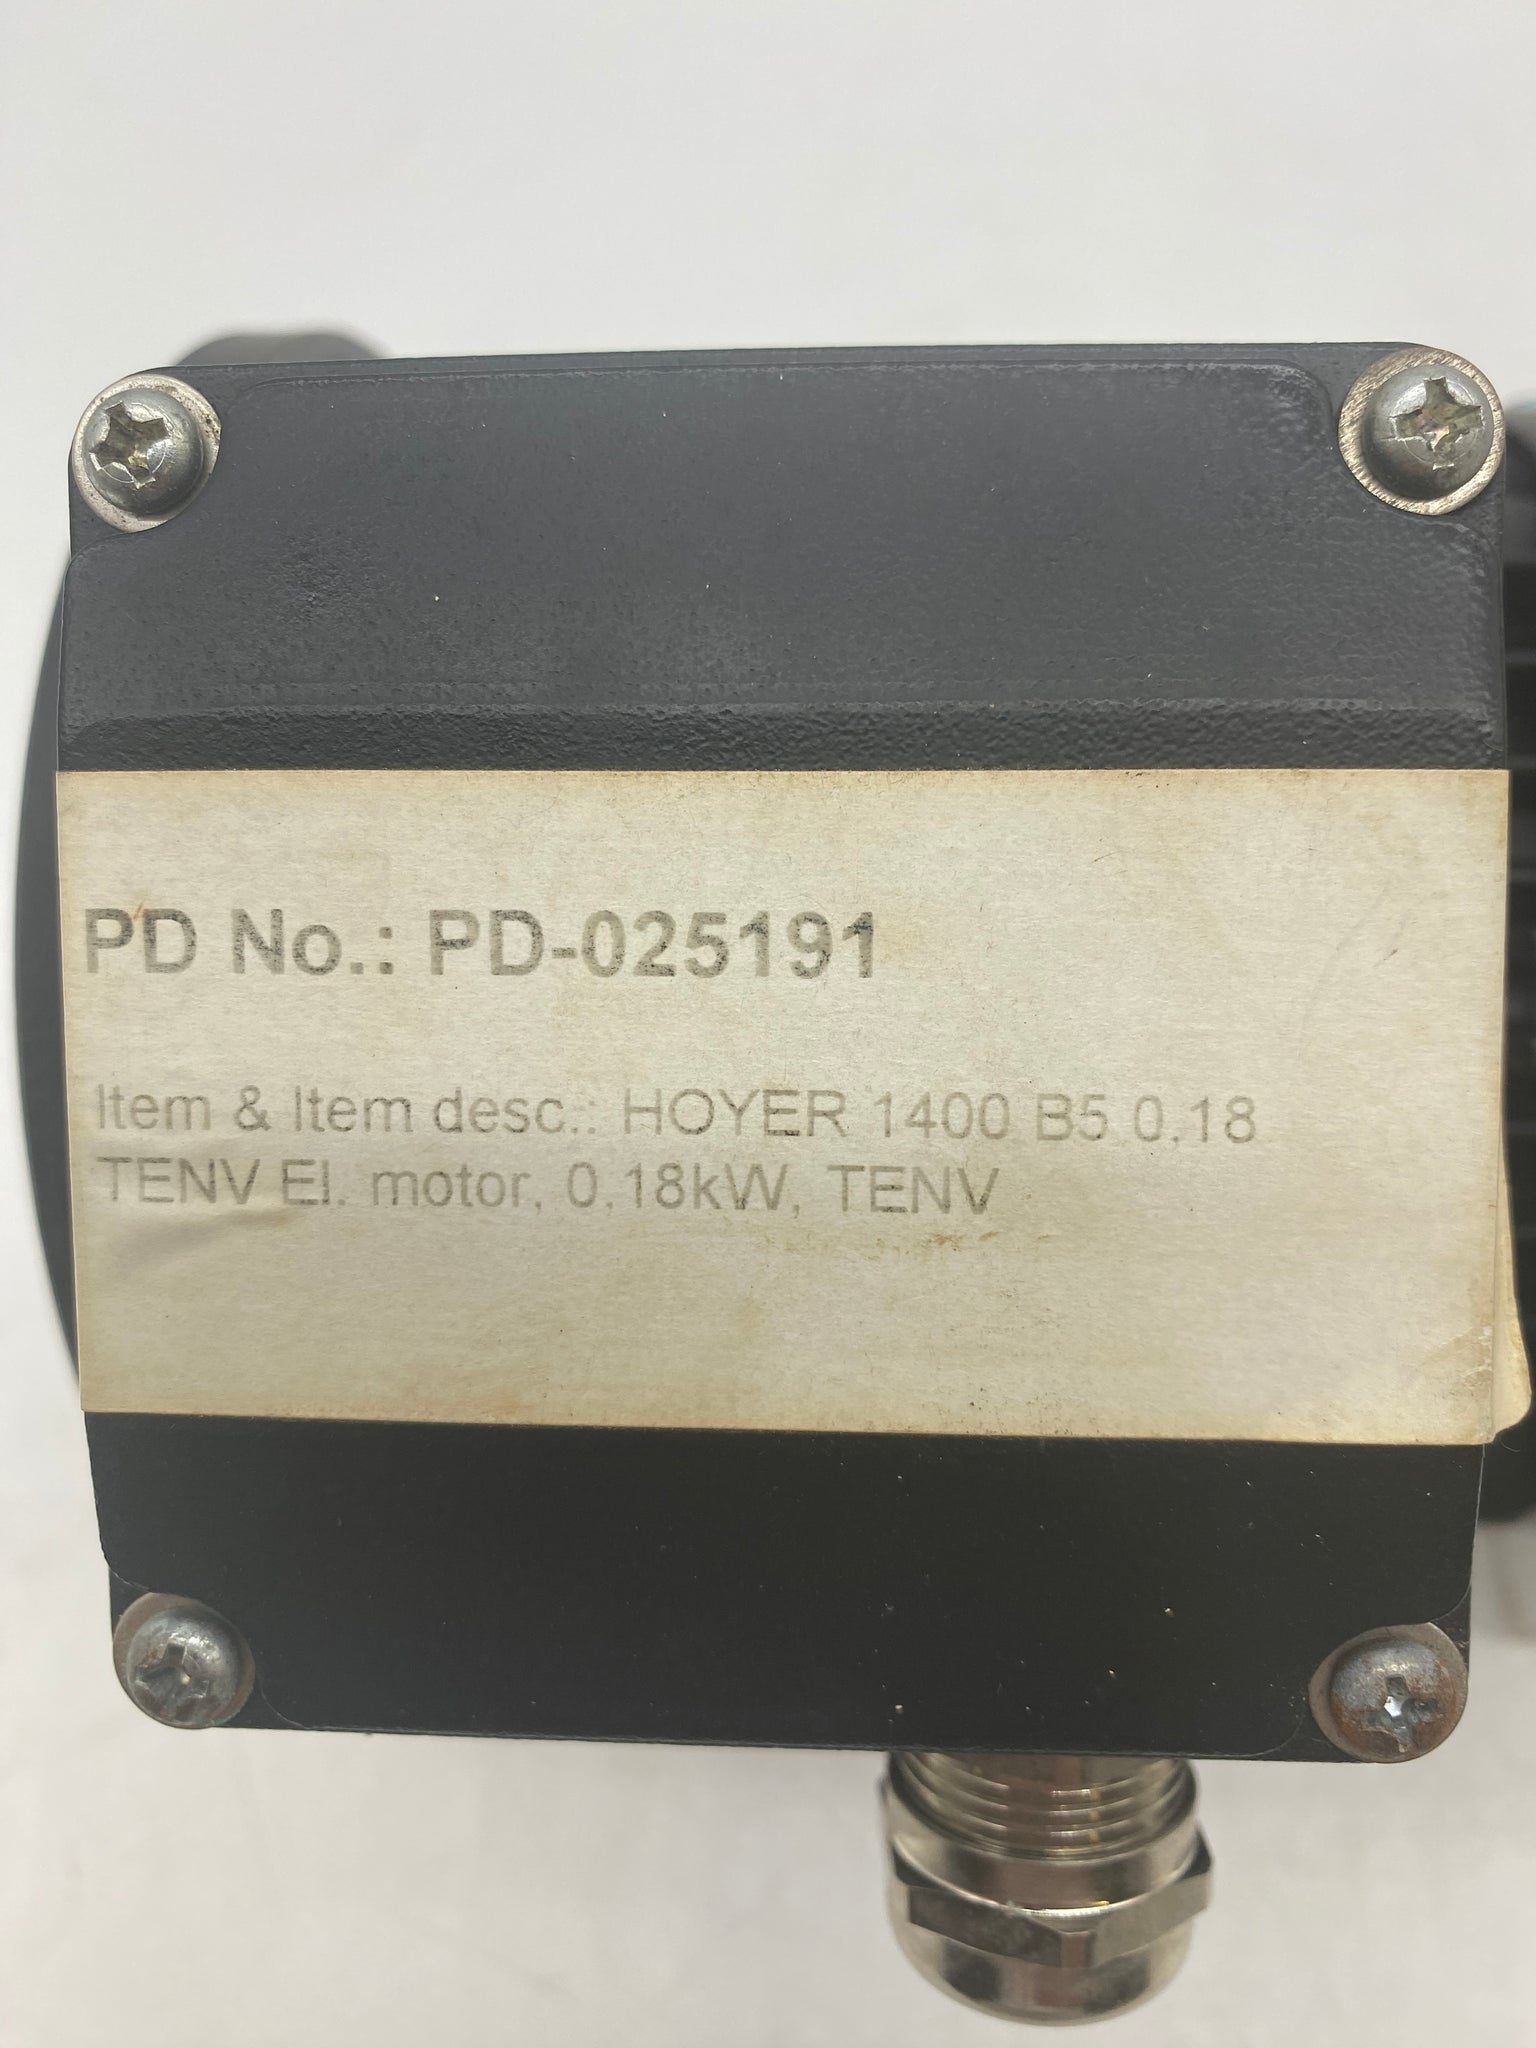 PD No.: PD-025191
Item & Item desc.: HOYER 1400 B5 0,18
TENV El. motor, 0,18kW, TENV